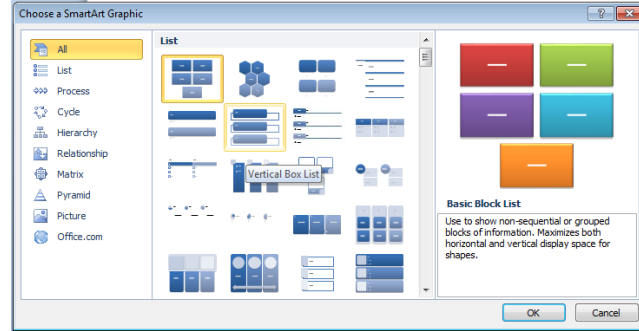 Choose a SmartArt Graphic
All
List
Process
Cycle
Hierarchy
Relationship
Matrix
Pyramid
Picture
Office.com
List
Vertical Box List
Basic Block List
Use to show non-sequential or grouped
blocks of information. Maximizes both
horizontal and vertical display space for
shapes.
OK
Cancel